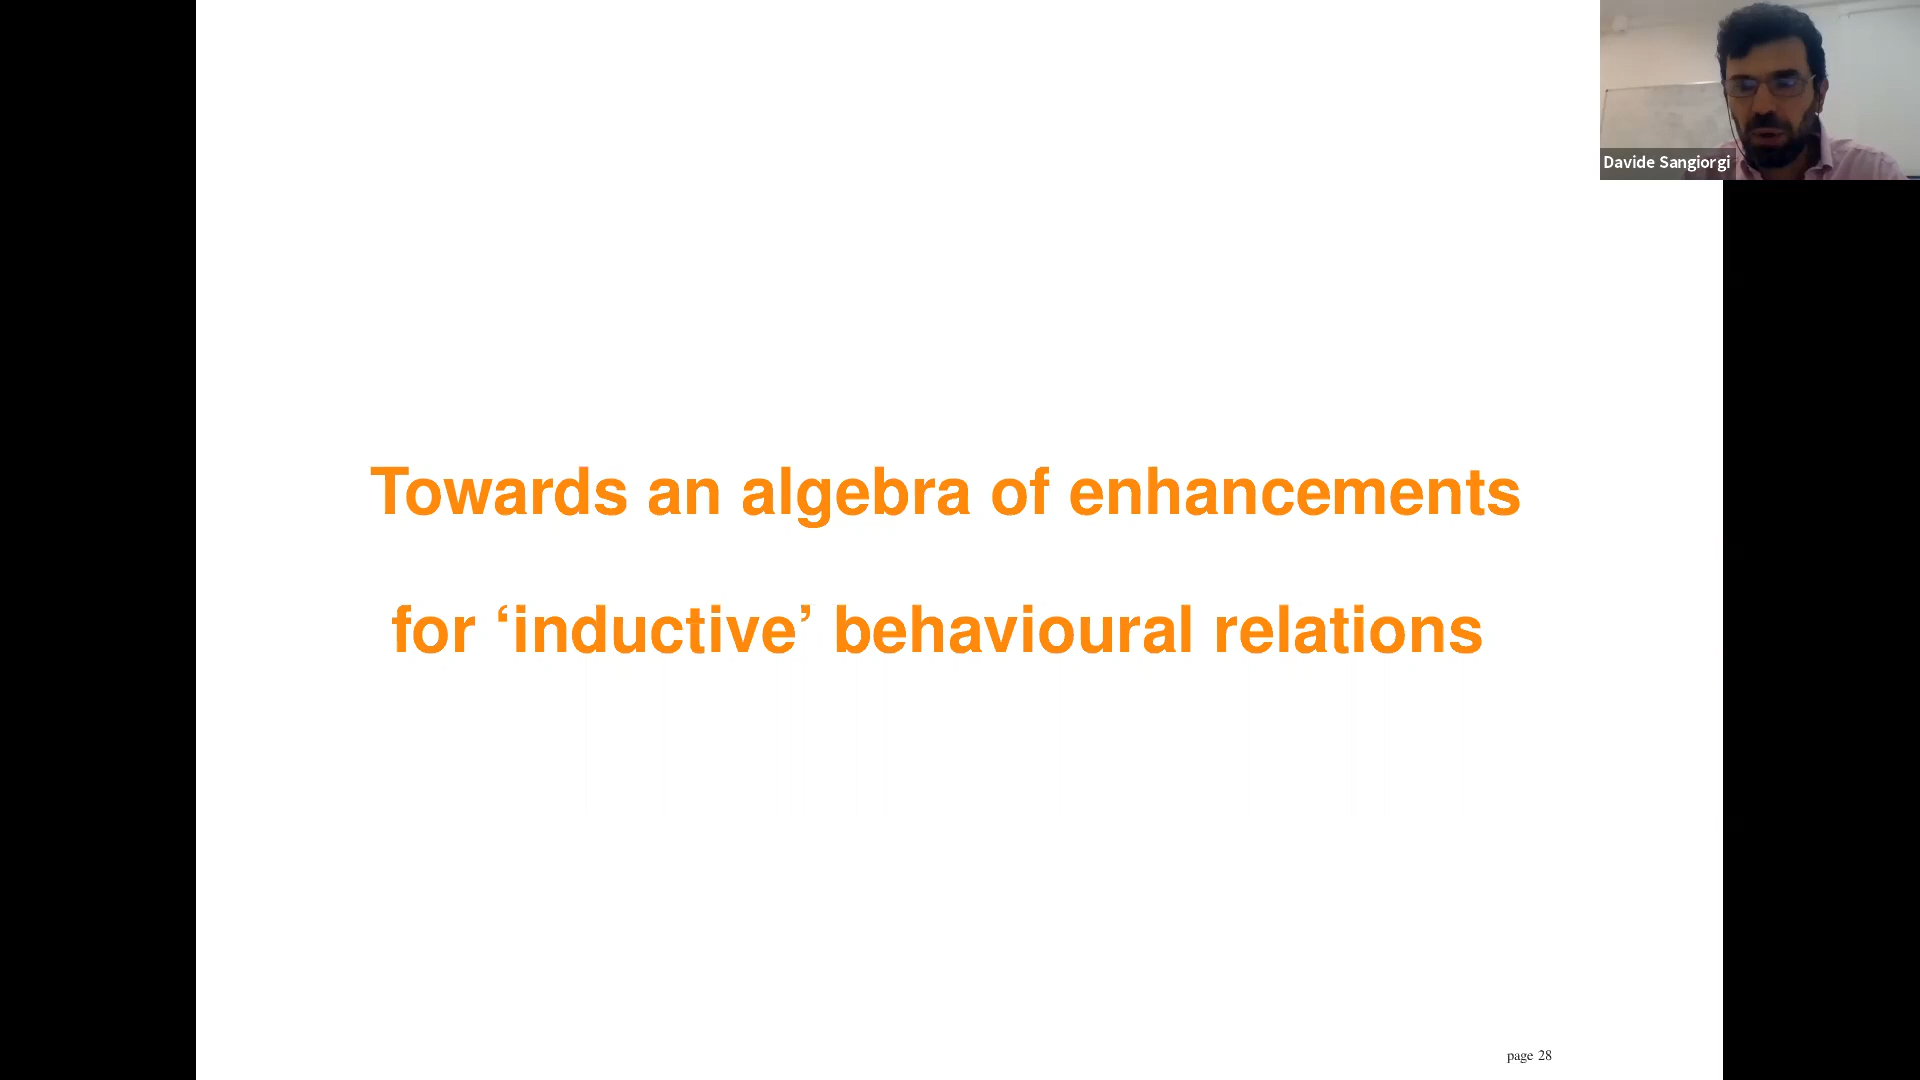 Davide Sangiorgi
Towards an algebra of enhancements
for ‘inductive’ behavioural relations
page 28